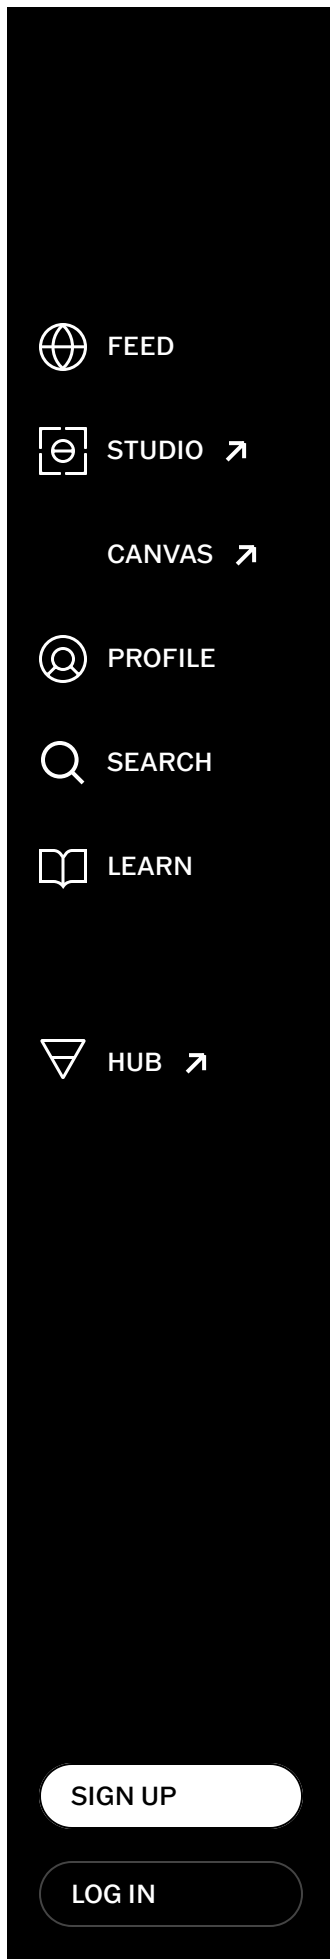 FEED
STUDIO
CANVAS
PROFILE
SEARCH
LEARN
HUB
SIGN UP
LOG IN